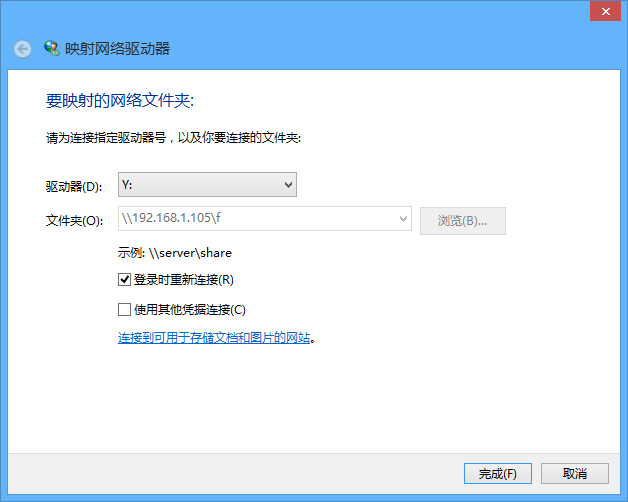 映射网络驱动器
要映射的网络文件夹:
请为连接指定驱动器号，以及你要连接的文件夹:
驱动器(D): Y:
文件夹(O): \\192.168.1.105\f 浏览(B)...
示例: \\server\share
登录时重新连接(R)
使用其他凭据连接(C)
连接到可用于存储文档和图片的网站。
完成(F) 取消